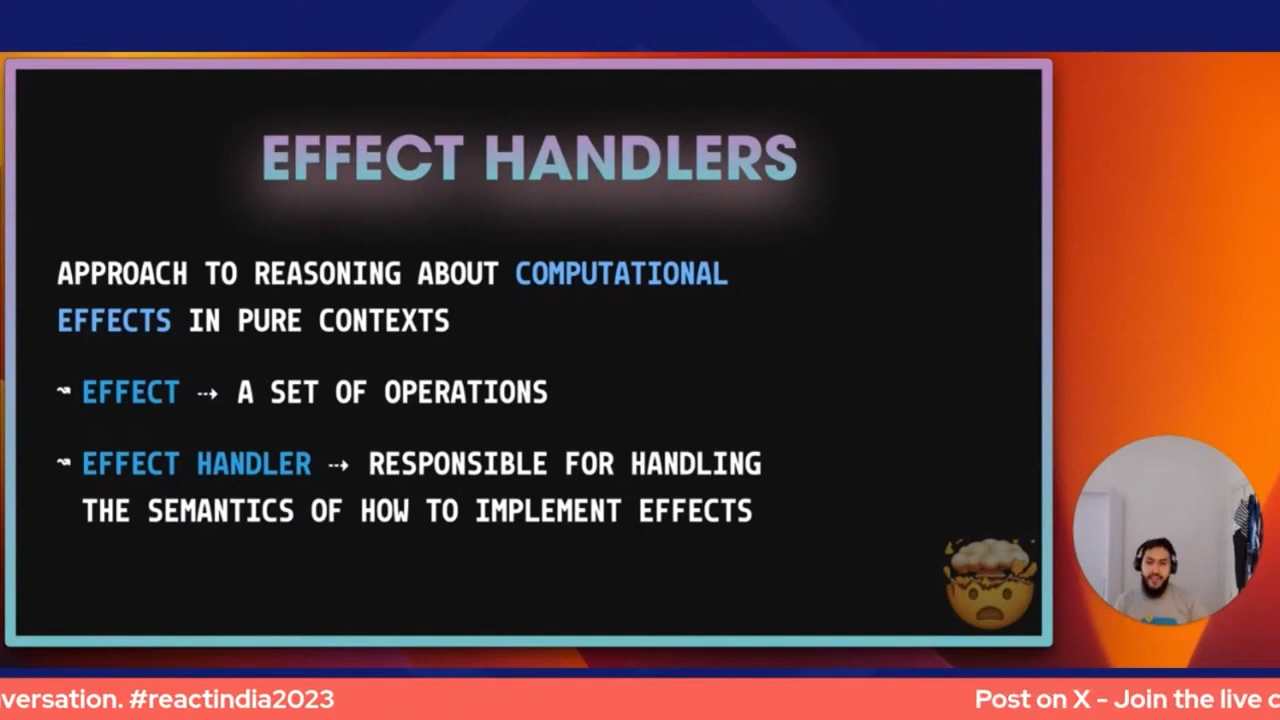 EFFECT HANDLERS
APPROACH TO REASONING ABOUT COMPUTATIONAL
EFFECTS IN PURE CONTEXTS
↝ EFFECT ⇢ A SET OF OPERATIONS
↝ EFFECT HANDLER ⇢ RESPONSIBLE FOR HANDLING
THE SEMANTICS OF HOW TO IMPLEMENT EFFECTS
nversation. #reactindia2023
Post on X - Join the live c